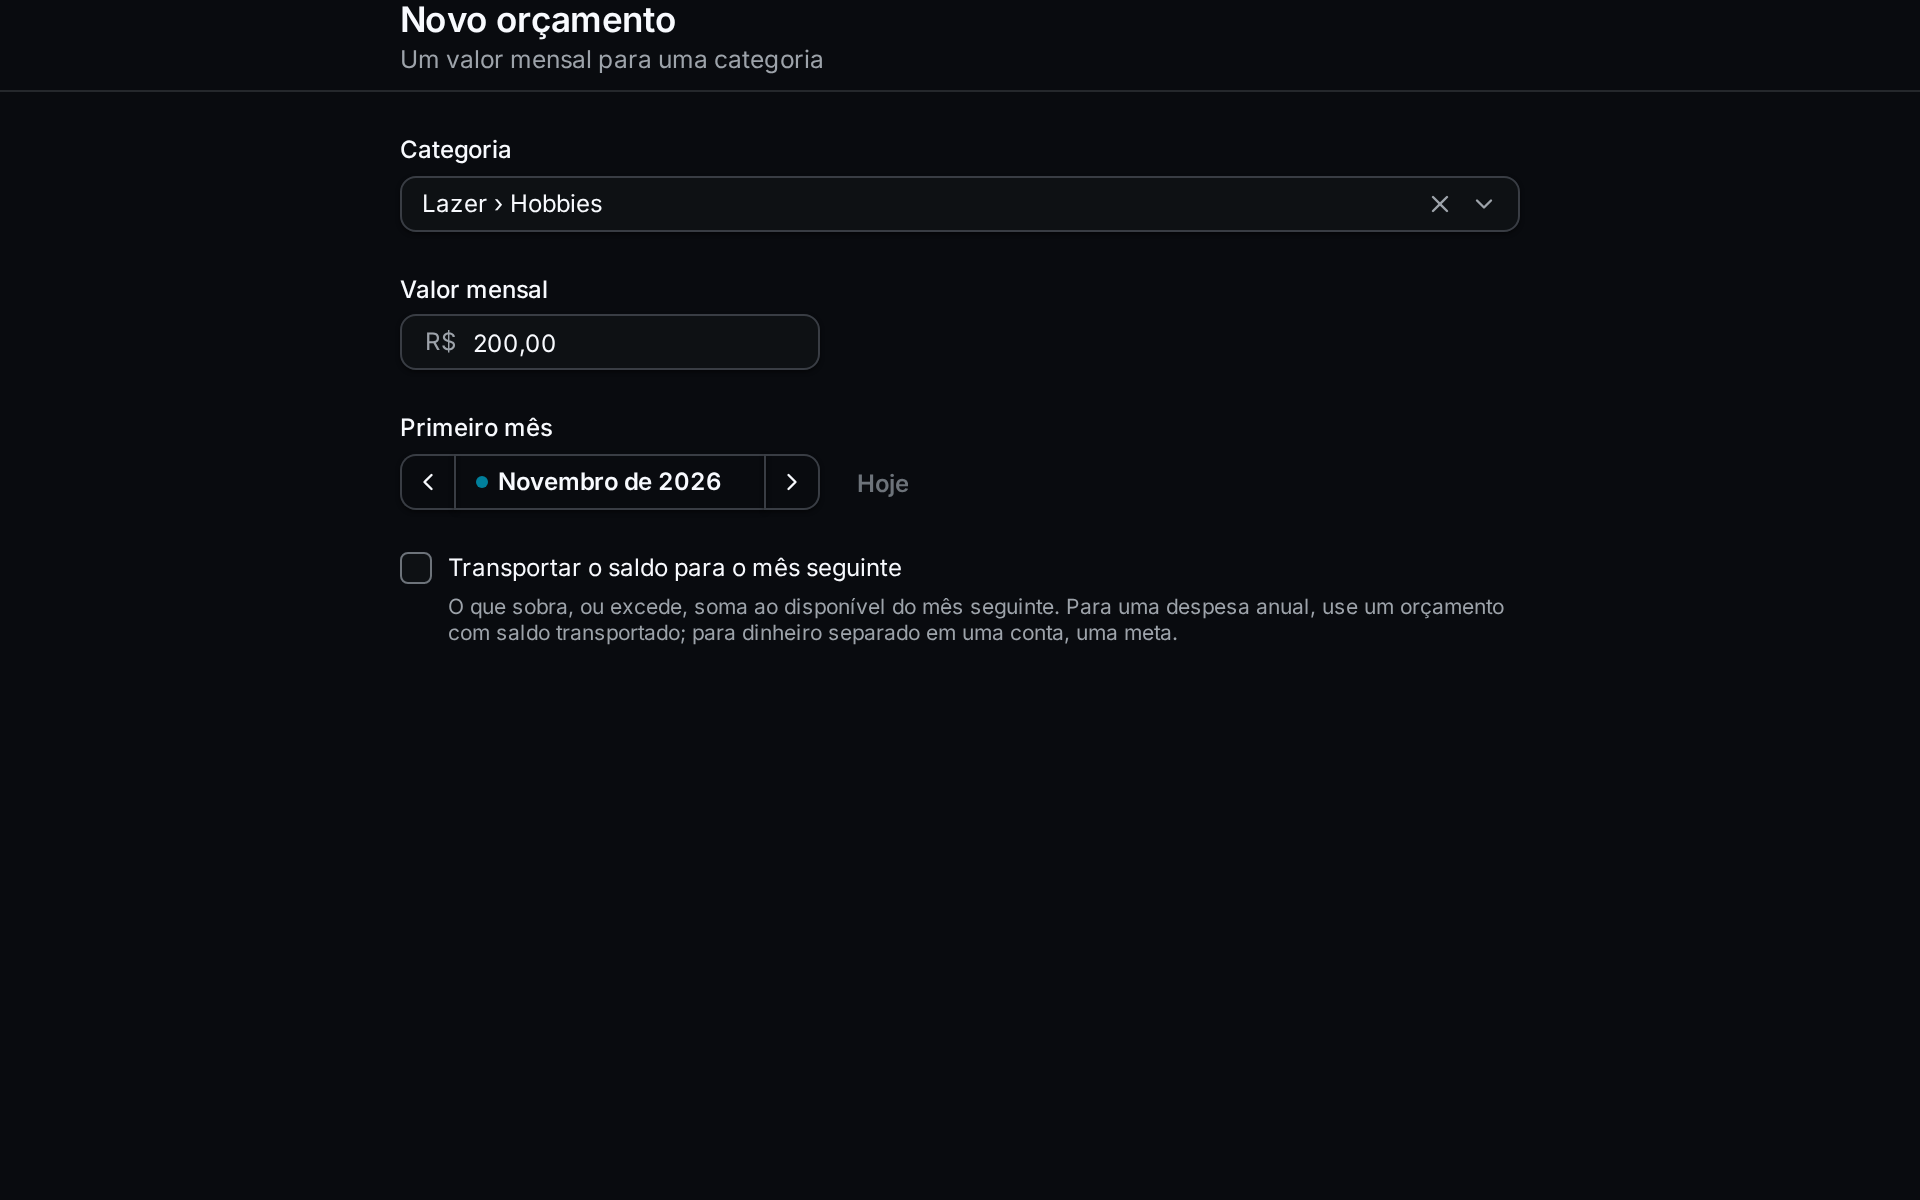 Novo orçamento
Um valor mensal para uma categoria
Categoria
Lazer › Hobbies
Valor mensal
R$ 200,00
Primeiro mês
Novembro de 2026
Hoje
Transportar o saldo para o mês seguinte
O que sobra, ou excede, soma ao disponível do mês seguinte. Para uma despesa anual, use um orçamento
com saldo transportado; para dinheiro separado em uma conta, uma meta.